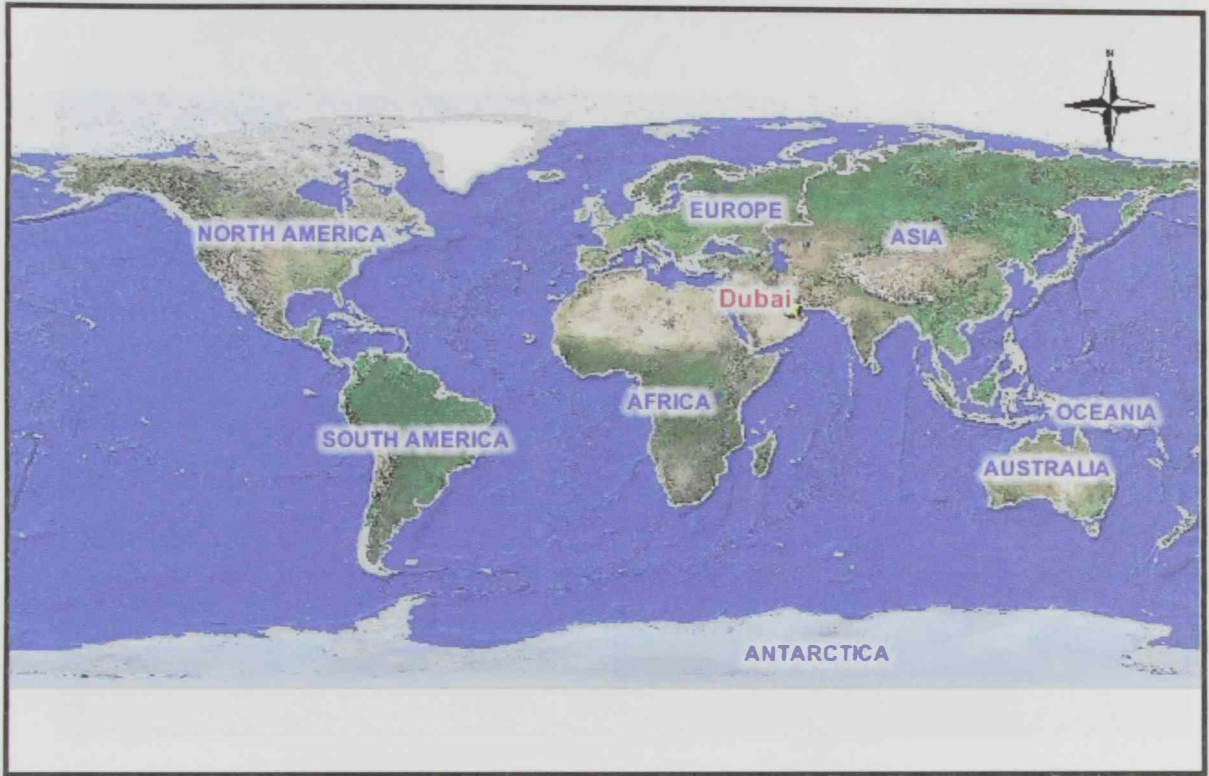 N
EUROPE
NORTH AMERICA
ASIA
Dubai
AFRICA
OCEANIA
SOUTH AMERICA
AUSTRALIA
ANTARCTICA